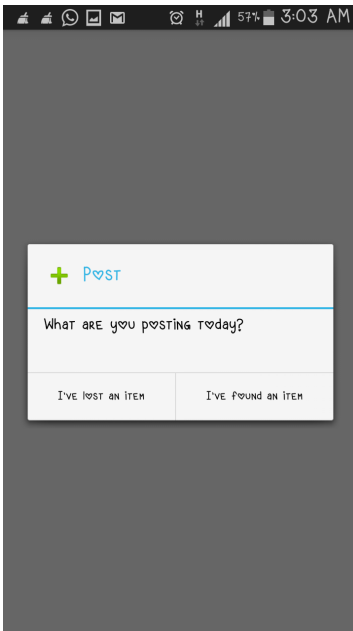 H 57% 3:03 AM
Post
What are you posting today?
I've lost an item I've found an item